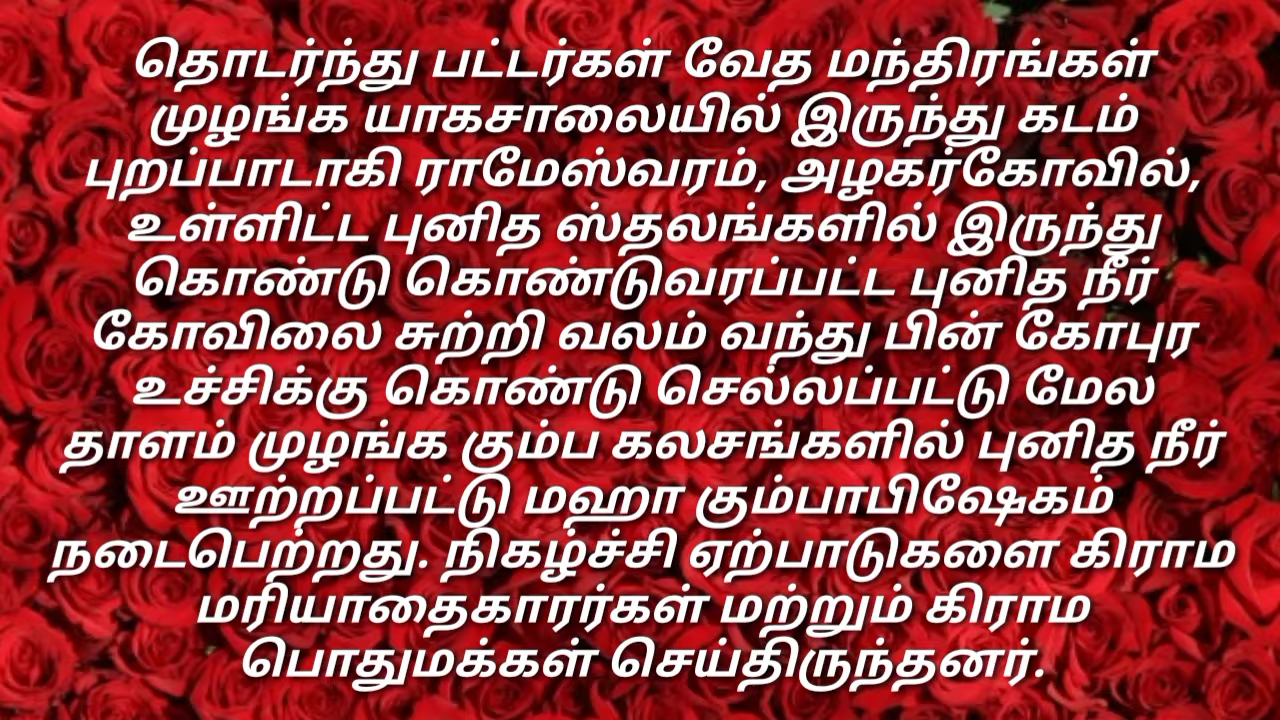 தொடர்ந்து பட்டர்கள் வேத மந்திரங்கள்
முழங்க யாகசாலையில் இருந்து கடம்
புறப்பாடாகி ராமேஸ்வரம், அழகர்கோவில்,
உள்ளிட்ட புனித ஸ்தலங்களில் இருந்து
கொண்டு கொண்டுவரப்பட்ட புனித நீர்
கோவிலை சுற்றி வலம் வந்து பின் கோபுர
உச்சிக்கு கொண்டு செல்லப்பட்டு மேல
தாளம் முழங்க கும்ப கலசங்களில் புனித நீர்
ஊற்றப்பட்டு மஹா கும்பாபிஷேகம்
நடைபெற்றது. நிகழ்ச்சி ஏற்பாடுகளை கிராம
மரியாதைகாரர்கள் மற்றும் கிராம
பொதுமக்கள் செய்திருந்தனர்.